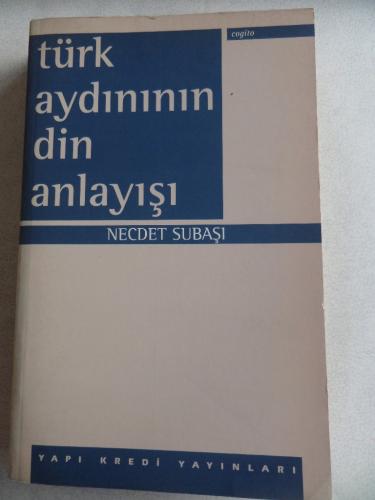 cogito
türk
aydınının
din
anlayışı
NECDET SUBAŞI
YAPI KREDİ YAYINLARI